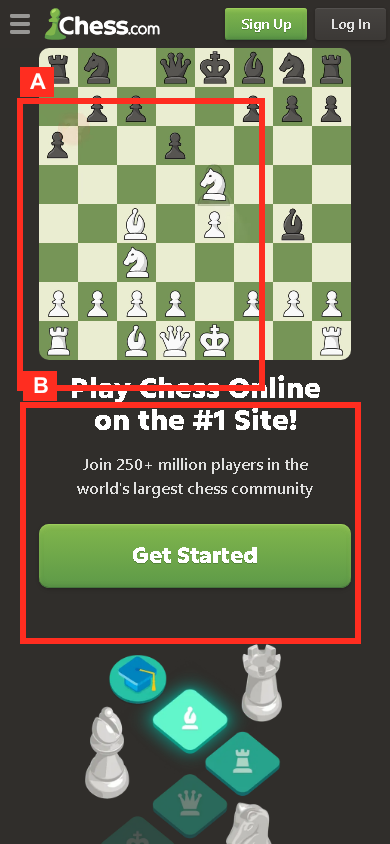 Chess.com
Sign Up
Log In
A
B
Play Chess Online
on the #1 Site!
Join 250+ million players in the
world's largest chess community
Get Started